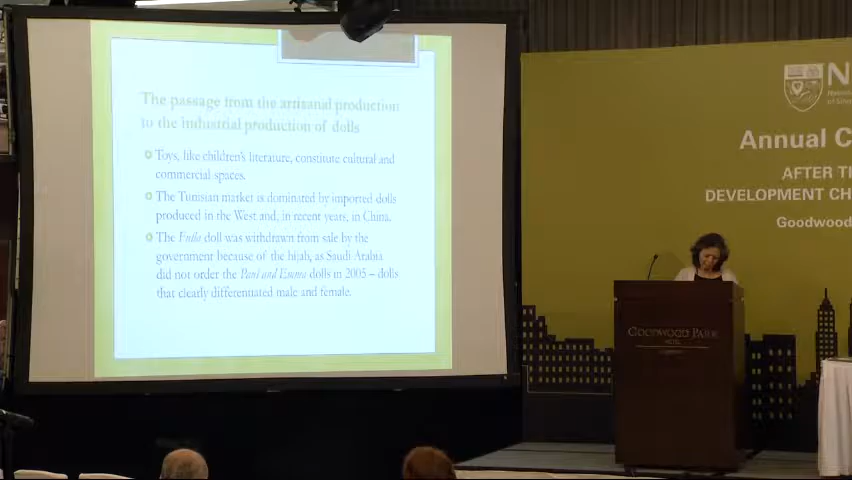 The passage from the artisanal production
to the industrial production of dolls
Toys, like children's literature, constitute cultural and
commercial spaces.
The Tunisian market is dominated by imported dolls
produced in the West and, in recent years, in China.
The Fulla doll was withdrawn from sale by the
government because of the hijab, as Saudi Arabia
did not order the Paul and Emma dolls in 2005 – dolls
that clearly differentiated male and female.
N
Annual C
AFTER T
DEVELOPMENT CH
Goodwood
GOODWOOD PARK
HOTEL